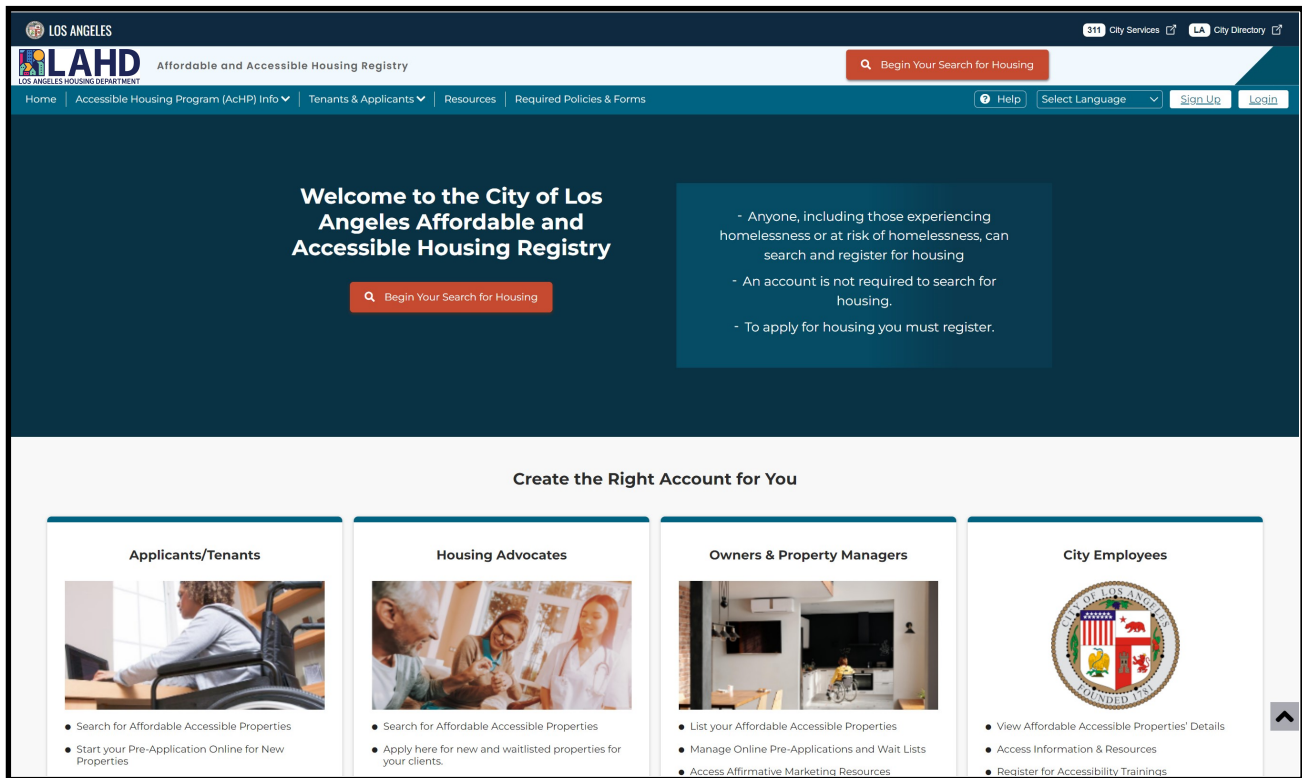 LOS ANGELES
311 City Services
LA City Directory
LAHD
LOS ANGELES HOUSING DEPARTMENT
Affordable and Accessible Housing Registry
Begin Your Search for Housing
Home
Accessible Housing Program (AcHP) Info
Tenants & Applicants
Resources
Required Policies & Forms
Help
Select Language
Sign Up
Login
Welcome to the City of Los
Angeles Affordable and
Accessible Housing Registry
Begin Your Search for Housing
- Anyone, including those experiencing
homelessness or at risk of homelessness, can
search and register for housing
- An account is not required to search for
housing.
- To apply for housing you must register.
Create the Right Account for You
Applicants/Tenants
• Search for Affordable Accessible Properties
• Start your Pre-Application Online for New
Properties
Housing Advocates
• Search for Affordable Accessible Properties
• Apply here for new and waitlisted properties for
your clients.
Owners & Property Managers
• List your Affordable Accessible Properties
• Manage Online Pre-Applications and Wait Lists
• Access Affirmative Marketing Resources
City Employees
CITY OF LOS ANGELES
FOUNDED 1781
• View Affordable Accessible Properties' Details
• Access Information & Resources
• Register for Accessibility Trainings